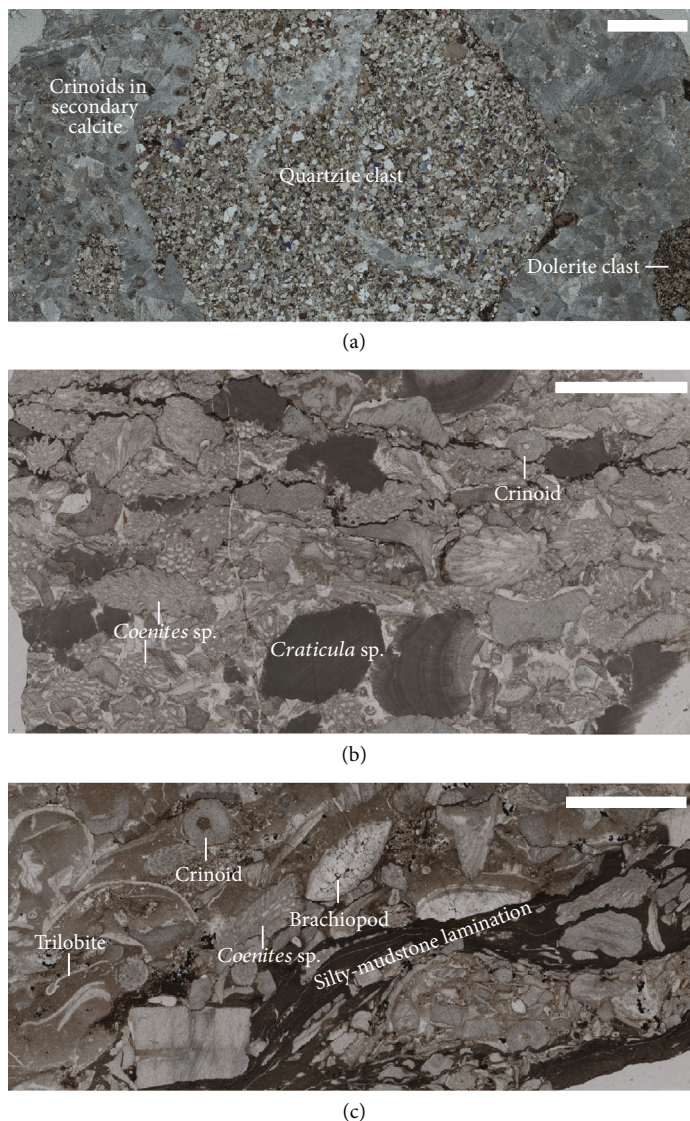 Crinoids in
secondary
calcite
Quartzite clast
Dolerite clast
(a)
Crinoid
Coenites sp.
Craticula sp.
(b)
Crinoid
Brachiopod
Coenites sp.
Trilobite
Silty-mudstone lamination
(c)